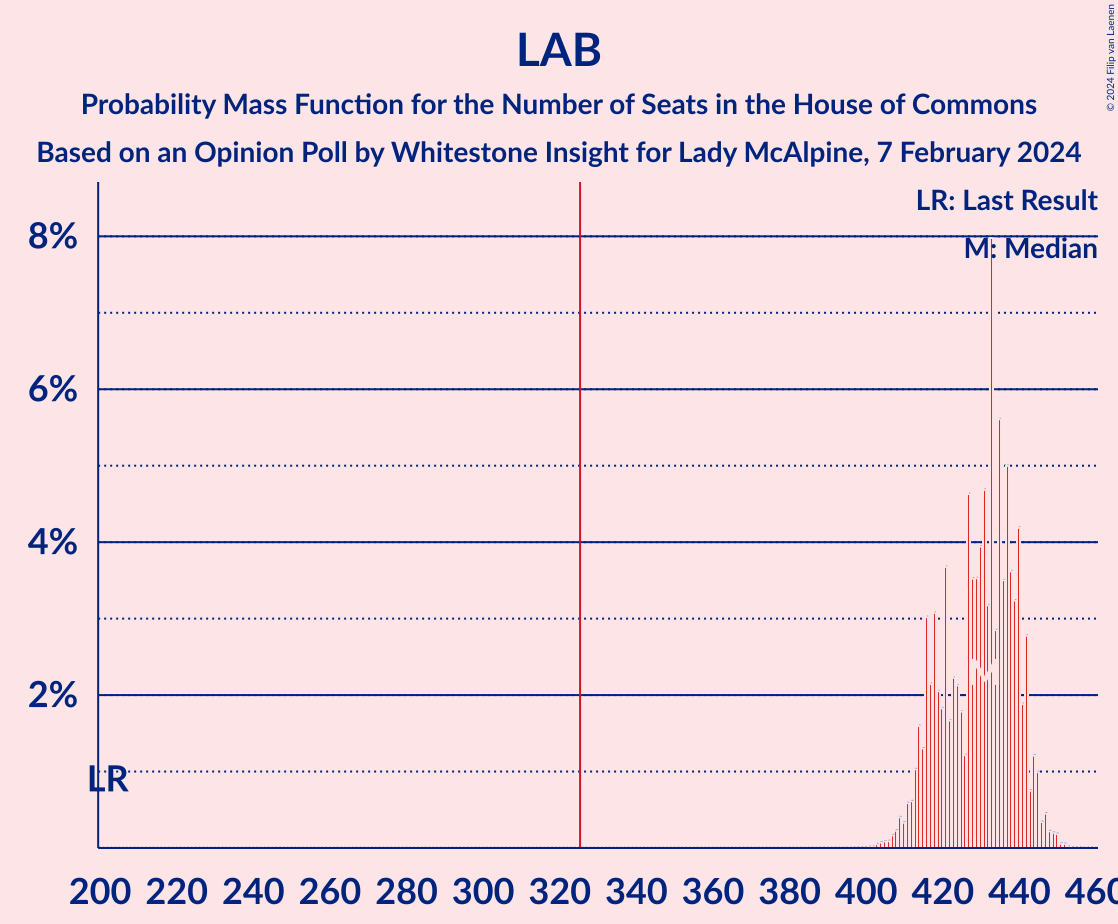 LAB
Probability Mass Function for the Number of Seats in the House of Commons
Based on an Opinion Poll by Whitestone Insight for Lady McAlpine, 7 February 2024
© 2024 Filip van Laenen
LR: Last Result
M: Median
8%
6%
4%
2%
LR
200 220 240 260 280 300 320 340 360 380 400 420 440 460